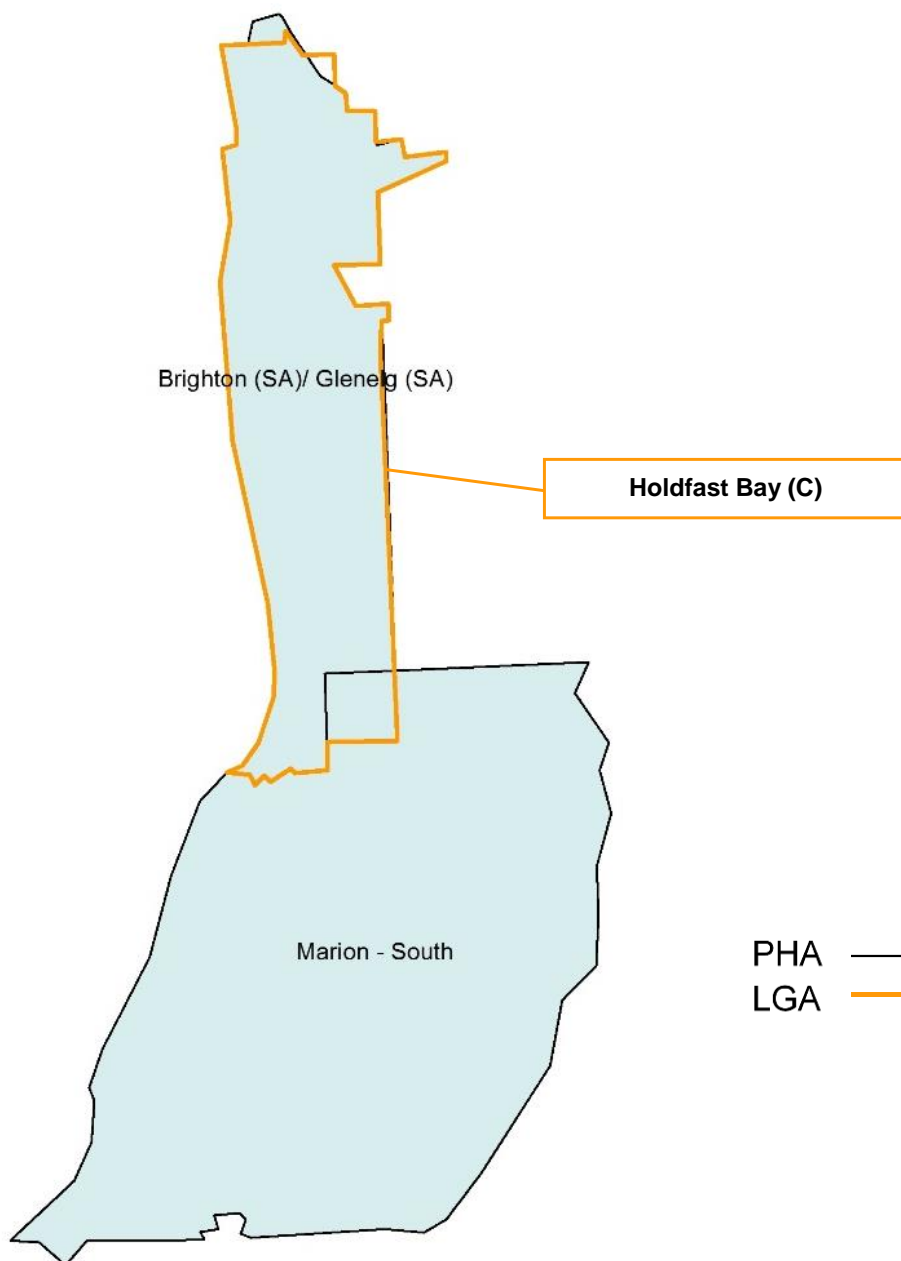 Brighton (SA)/ Glenelg (SA)
Holdfast Bay (C)
Marion - South
PHA
LGA